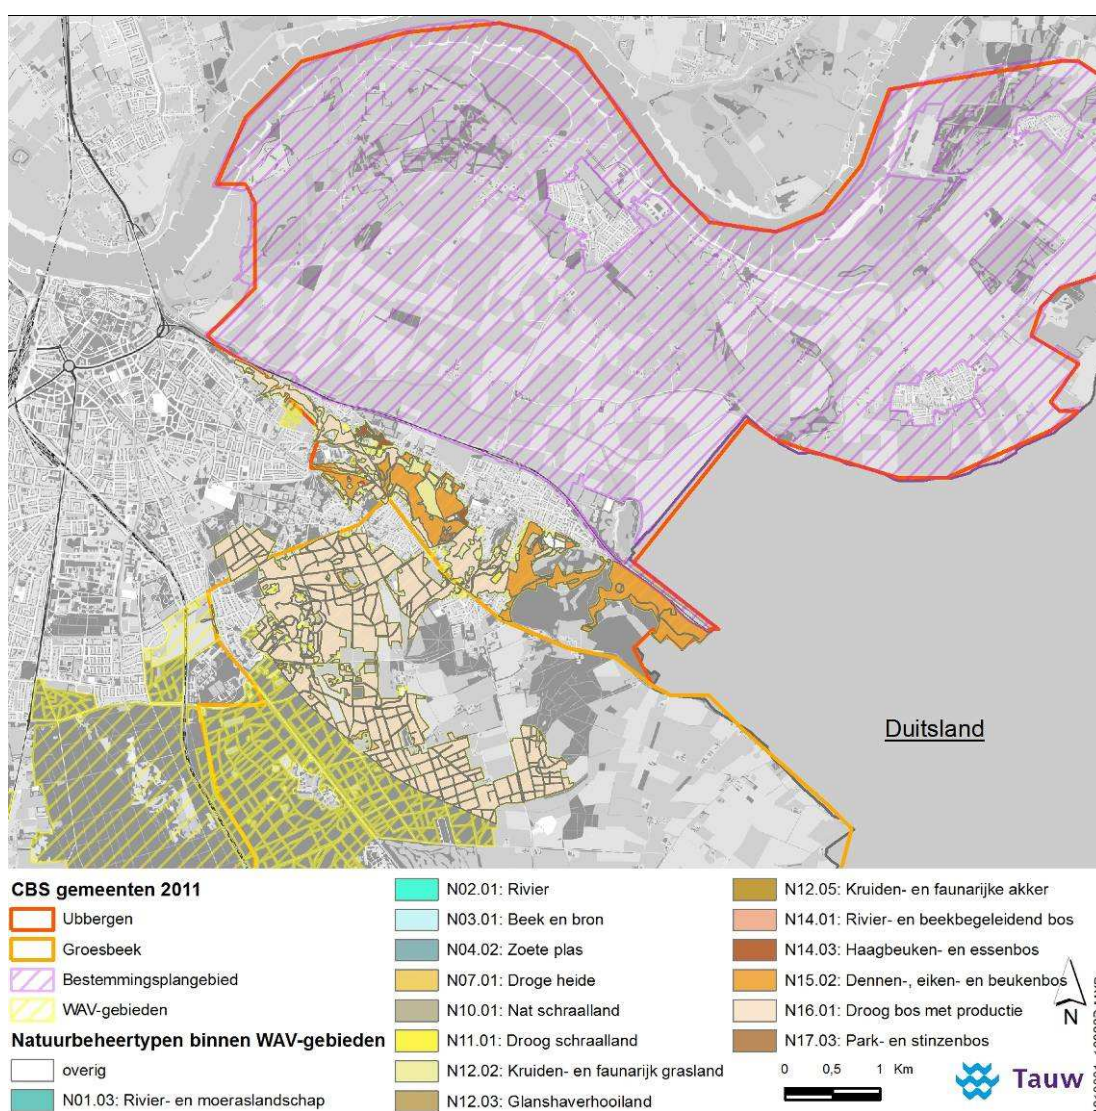 Duitsland
CBS gemeenten 2011
Ubbergen
Groesbeek
Bestemmingsplangebied
WAV-gebieden
Natuurbeheertypen binnen WAV-gebieden
overig
N01.03: Rivier- en moeraslandschap
N02.01: Rivier
N03.01: Beek en bron
N04.02: Zoete plas
N07.01: Droge heide
N10.01: Nat schraalland
N11.01: Droog schraalland
N12.02: Kruiden- en faunarijk grasland
N12.03: Glanshaverhooiland
N12.05: Kruiden- en faunarijke akker
N14.01: Rivier- en beekbegeleidend bos
N14.03: Haagbeuken- en essenbos
N15.02: Dennen-, eiken- en beukenbos
N16.01: Droog bos met productie
N17.03: Park- en stinzenbos
0 0,5 1 Km
N
Tauw